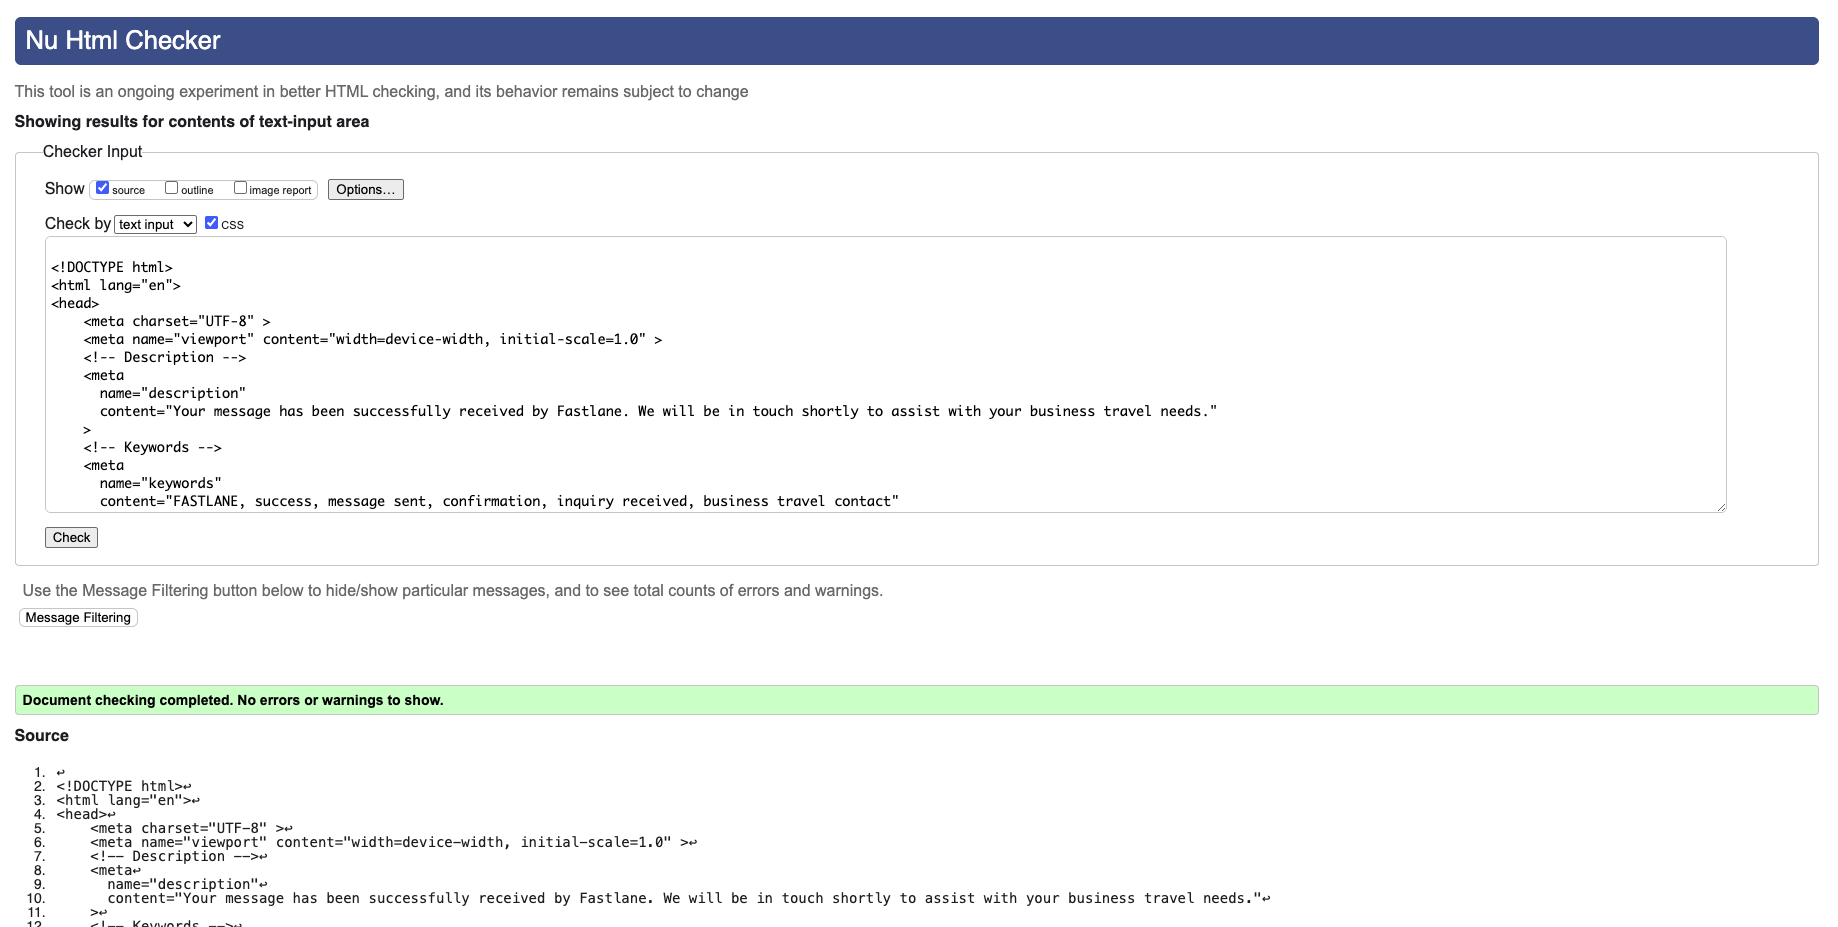 Nu Html Checker
This tool is an ongoing experiment in better HTML checking, and its behavior remains subject to change
Showing results for contents of text-input area
Checker Input
Show source outline image report Options...
Check by text input CSS
<!DOCTYPE html>
<html lang="en">
<head>
    <meta charset="UTF-8" >
    <meta name="viewport" content="width=device-width, initial-scale=1.0" >
    <!-- Description -->
    <meta
      name="description"
      content="Your message has been successfully received by Fastlane. We will be in touch shortly to assist with your business travel needs."
    >
    <!-- Keywords -->
    <meta
      name="keywords"
      content="FASTLANE, success, message sent, confirmation, inquiry received, business travel contact"
Check
Use the Message Filtering button below to hide/show particular messages, and to see total counts of errors and warnings.
Message Filtering
Document checking completed. No errors or warnings to show.
Source
1. ↩
2. <!DOCTYPE html>↩
3. <html lang="en">↩
4. <head>↩
5.     <meta charset="UTF-8" >↩
6.     <meta name="viewport" content="width=device-width, initial-scale=1.0" >↩
7.     <!-- Description -->↩
8.     <meta↩
9.       name="description"↩
10.       content="Your message has been successfully received by Fastlane. We will be in touch shortly to assist with your business travel needs."↩
11.     >↩
12.     <!-- Keywords -->↩